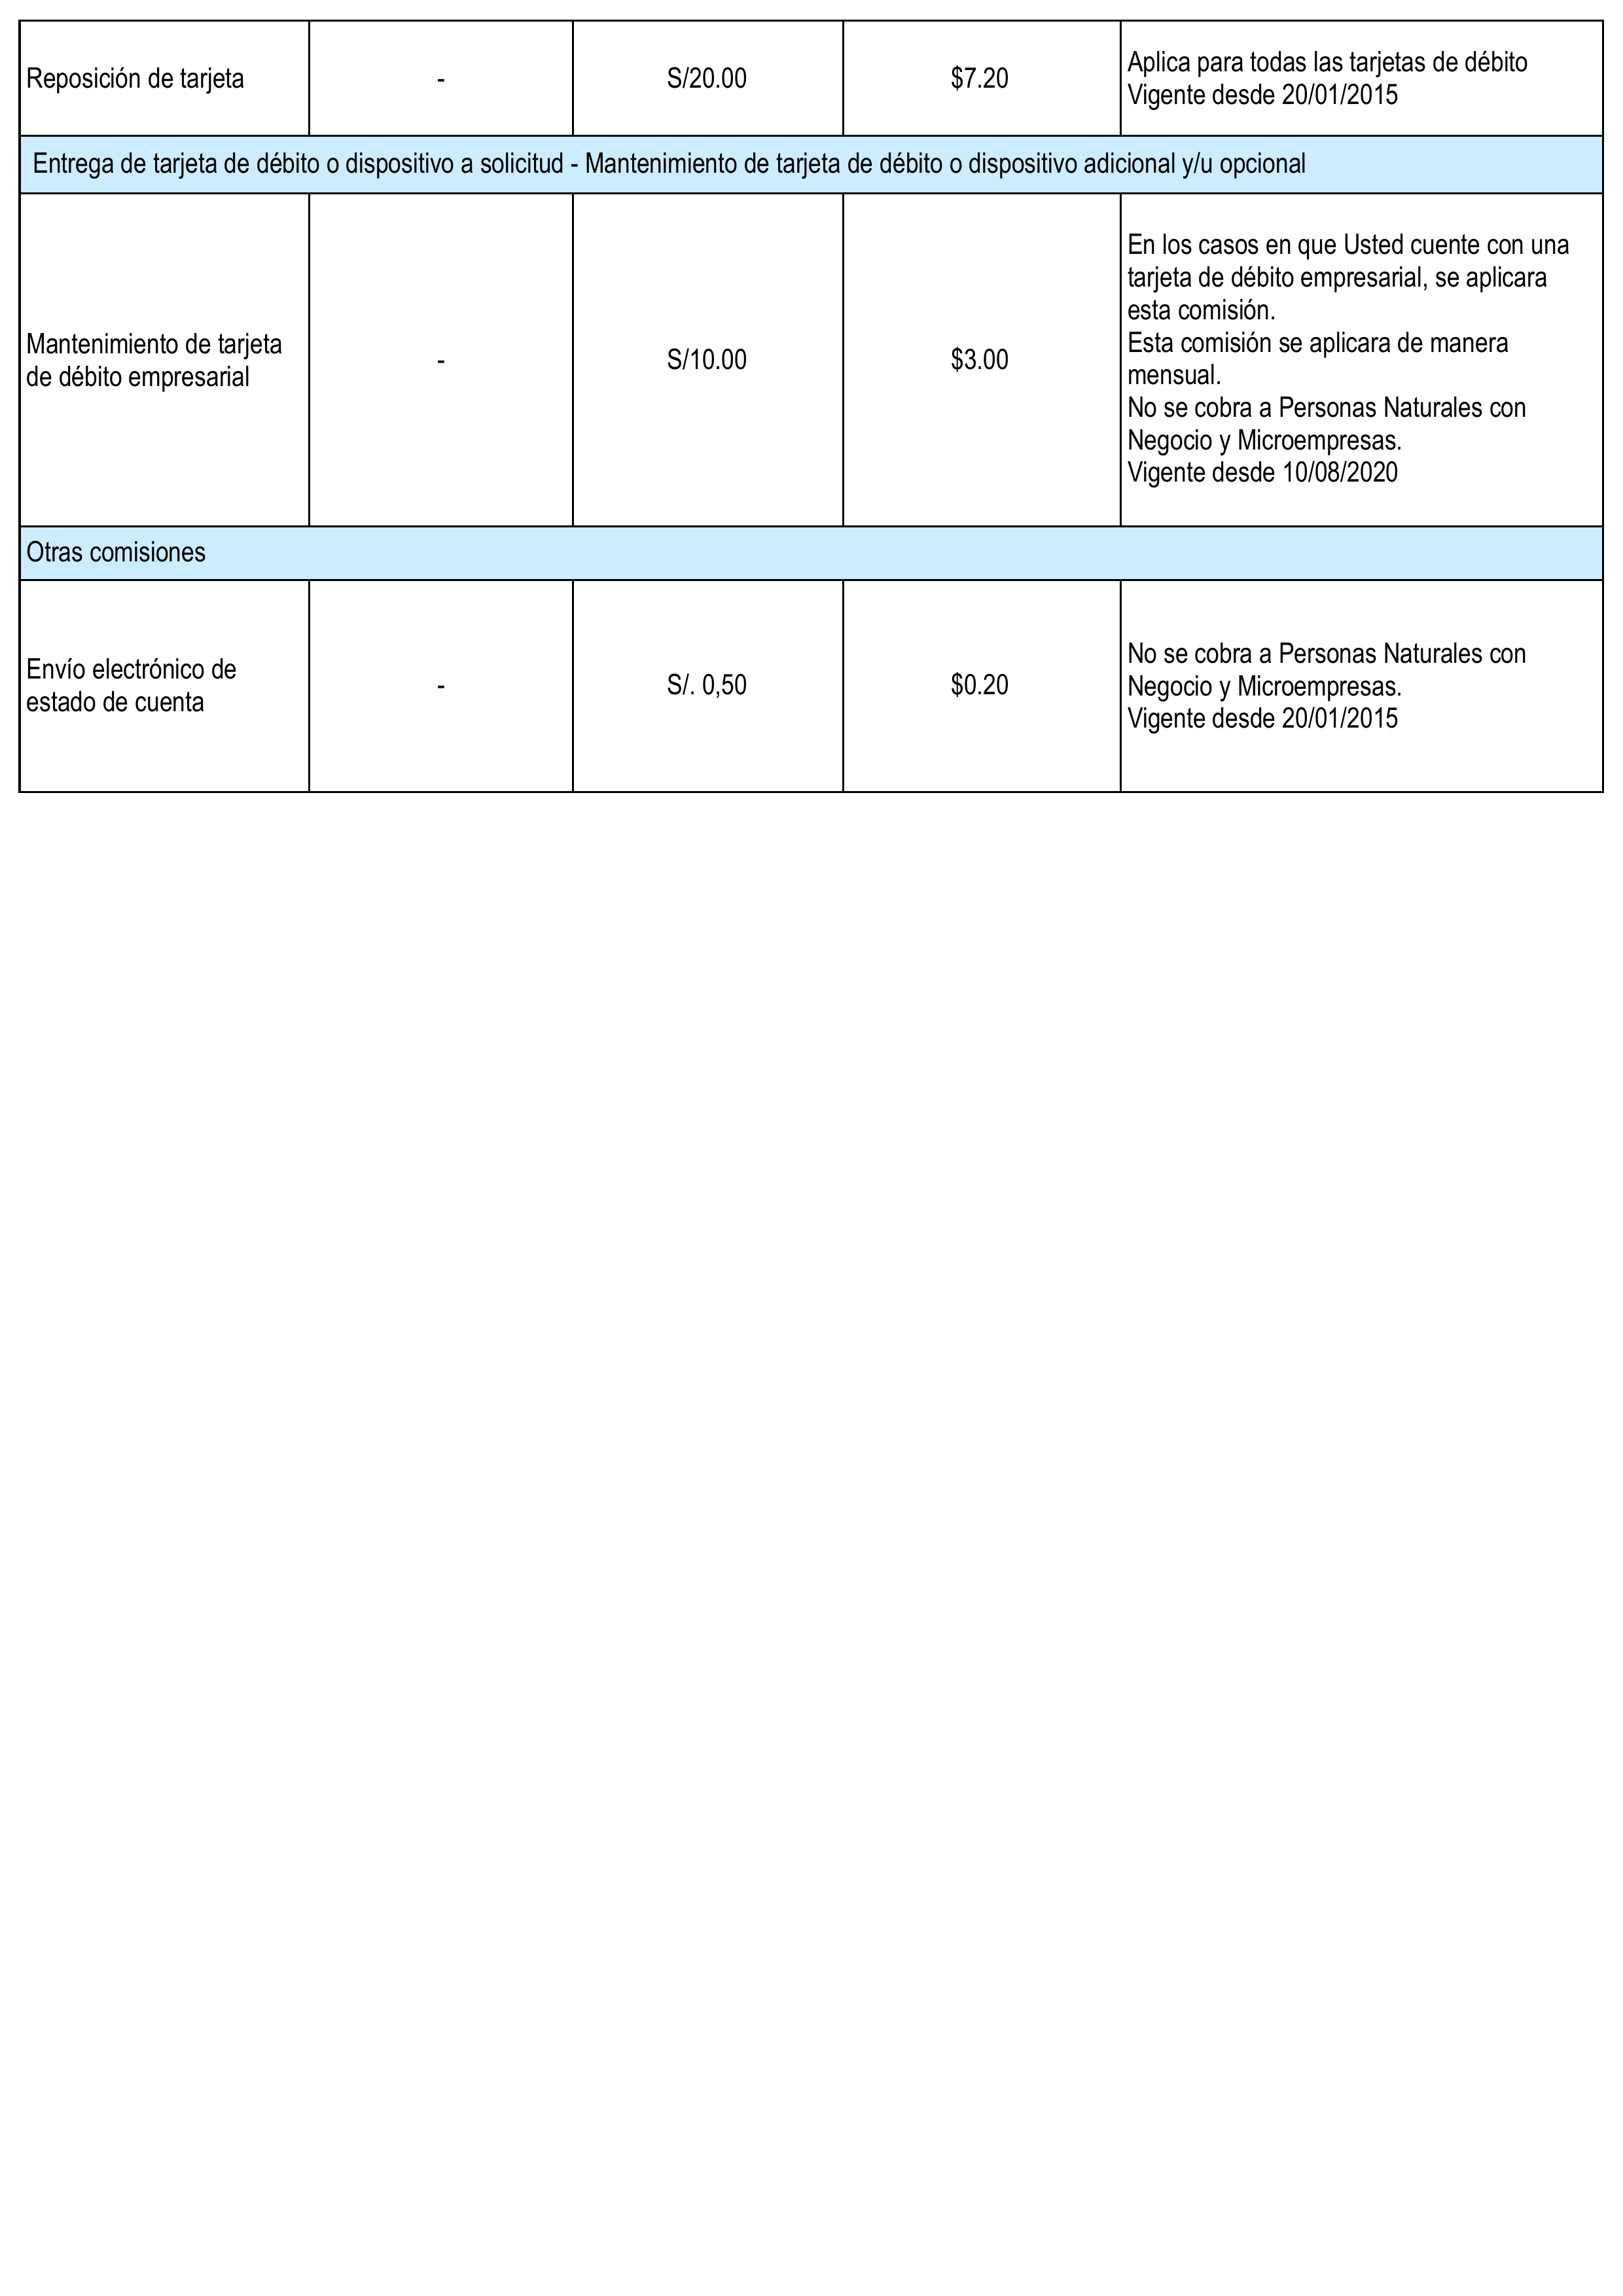 Reposición de tarjeta
-
S/20.00
$7.20
Aplica para todas las tarjetas de débito
Vigente desde 20/01/2015
Entrega de tarjeta de débito o dispositivo a solicitud - Mantenimiento de tarjeta de débito o dispositivo adicional y/u opcional
Mantenimiento de tarjeta
de débito empresarial
-
S/10.00
$3.00
En los casos en que Usted cuente con una
tarjeta de débito empresarial, se aplicara
esta comisión.
Esta comisión se aplicara de manera
mensual.
No se cobra a Personas Naturales con
Negocio y Microempresas.
Vigente desde 10/08/2020
Otras comisiones
Envío electrónico de
estado de cuenta
-
S/. 0,50
$0.20
No se cobra a Personas Naturales con
Negocio y Microempresas.
Vigente desde 20/01/2015